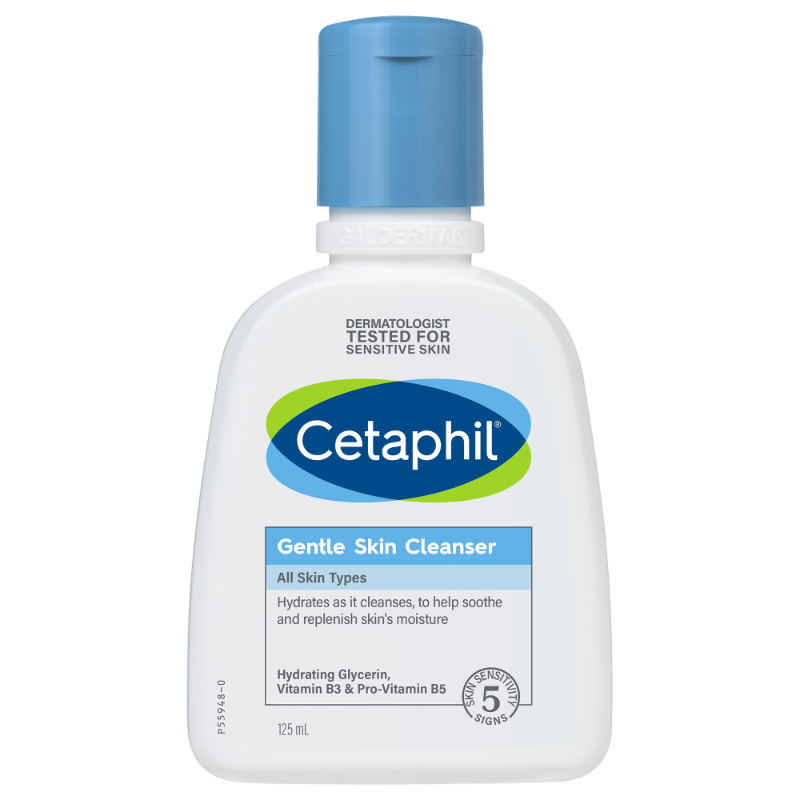 GALDERMA
DERMATOLOGIST
TESTED FOR
SENSITIVE SKIN
Cetaphil®
Gentle Skin Cleanser
All Skin Types
Hydrates as it cleanses, to help soothe
and replenish skin's moisture
Hydrating Glycerin,
Vitamin B3 & Pro-Vitamin B5
SKIN SENSITIVITY
5
SIGNS
P55948-0
125 mL